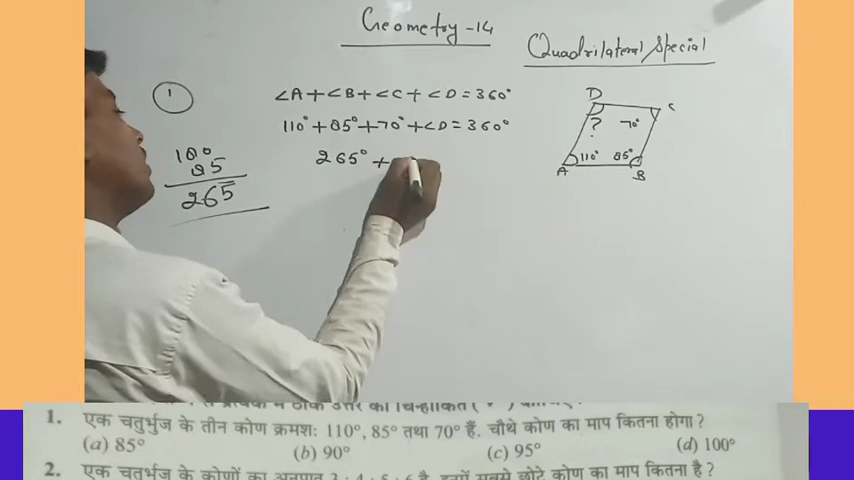 Geometry -14
Quadrilateral Special
1
∠A + ∠B + ∠C + ∠D = 360°
110° + 85° + 70° + ∠D = 360°
265° +
180
85
265
D
C
?
70°
110°
85°
A
B
1. एक चतुर्भुज के तीन कोण क्रमश: 110°, 85° तथा 70° हैं. चौथे कोण का माप कितना होगा ?
(a) 85° (b) 90° (c) 95° (d) 100°
2. एक चतुर्भुज के कोणों का अनुपात 3 : 4 : 5 : 6 है, इनमें सबसे छोटे कोण का माप कितना है ?